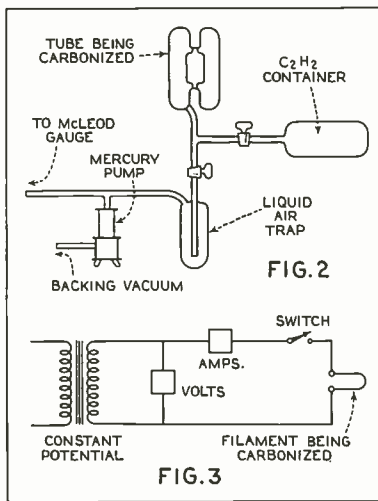 TUBE BEING
CARBONIZED
C₂H₂
CONTAINER
TO McLEOD
GAUGE
MERCURY
PUMP
LIQUID
AIR
TRAP
BACKING VACUUM
FIG. 2
SWITCH
AMPS.
VOLTS
CONSTANT
POTENTIAL
FILAMENT BEING
CARBONIZED
FIG. 3